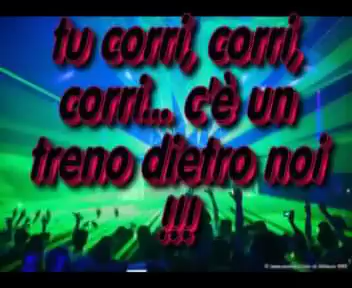 tu corri, corri,
corri... c'è un
treno dietro noi
!!!